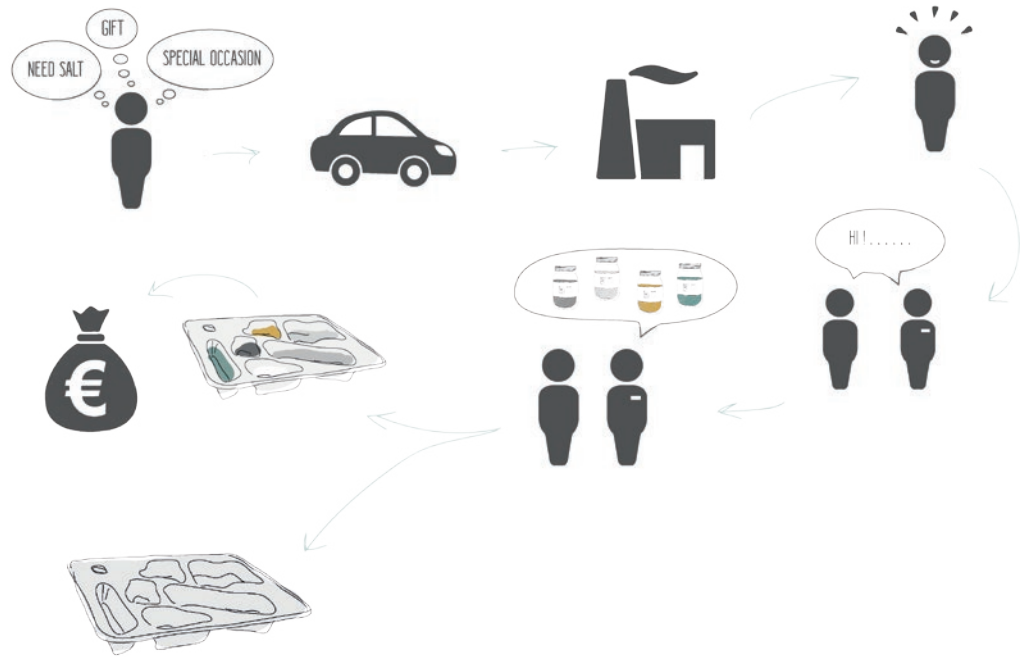 GIFT
NEED SALT
SPECIAL OCCASION
HI!......
€